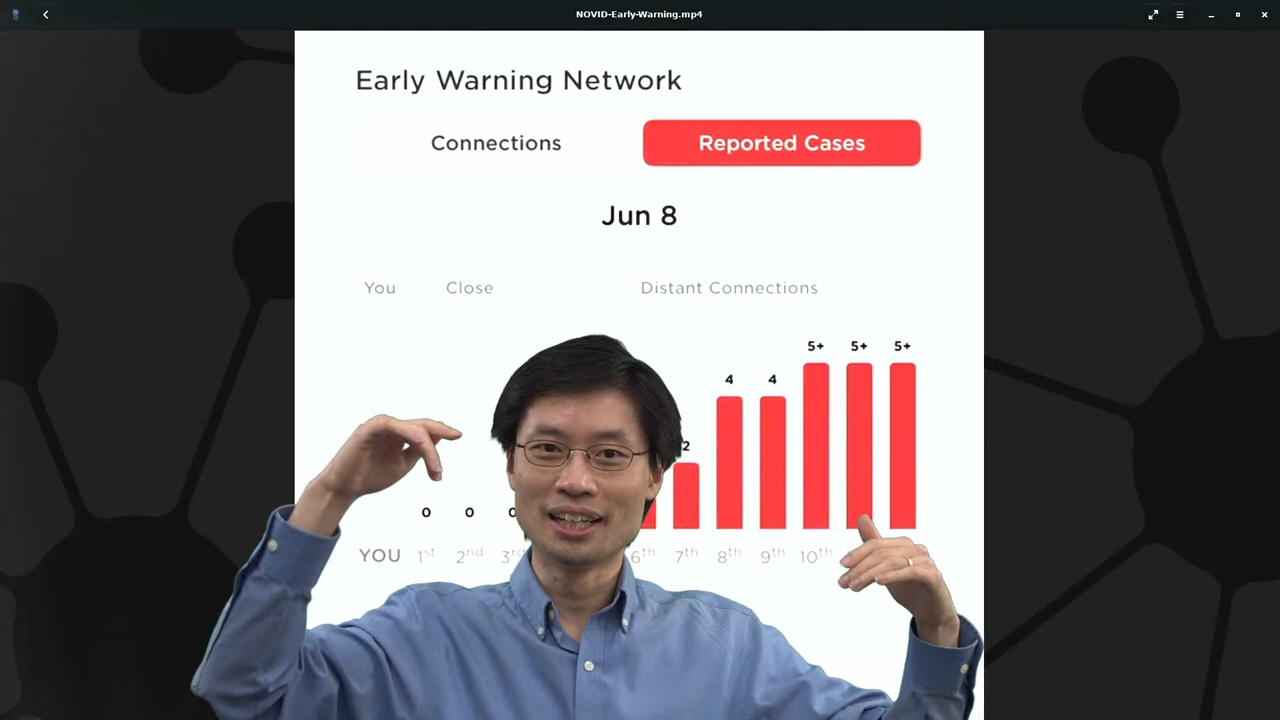 NOVID-Early-Warning.mp4
Early Warning Network
Connections Reported Cases
Jun 8
You Close Distant Connections
5+ 5+ 5+
4 4
2
0 0 0
YOU 1st 2nd 3rd 6th 7th 8th 9th 10th